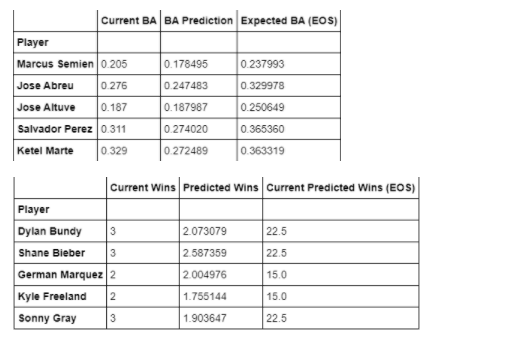 Current BA BA Prediction Expected BA (EOS)
Player
Marcus Semien 0.205 0.178495 0.237993
Jose Abreu 0.276 0.247483 0.329978
Jose Altuve 0.187 0.187987 0.250649
Salvador Perez 0.311 0.274020 0.365360
Ketel Marte 0.329 0.272489 0.363319
Current Wins Predicted Wins Current Predicted Wins (EOS)
Player
Dylan Bundy 3 2.073079 22.5
Shane Bieber 3 2.587359 22.5
German Marquez 2 2.004976 15.0
Kyle Freeland 2 1.755144 15.0
Sonny Gray 3 1.903647 22.5